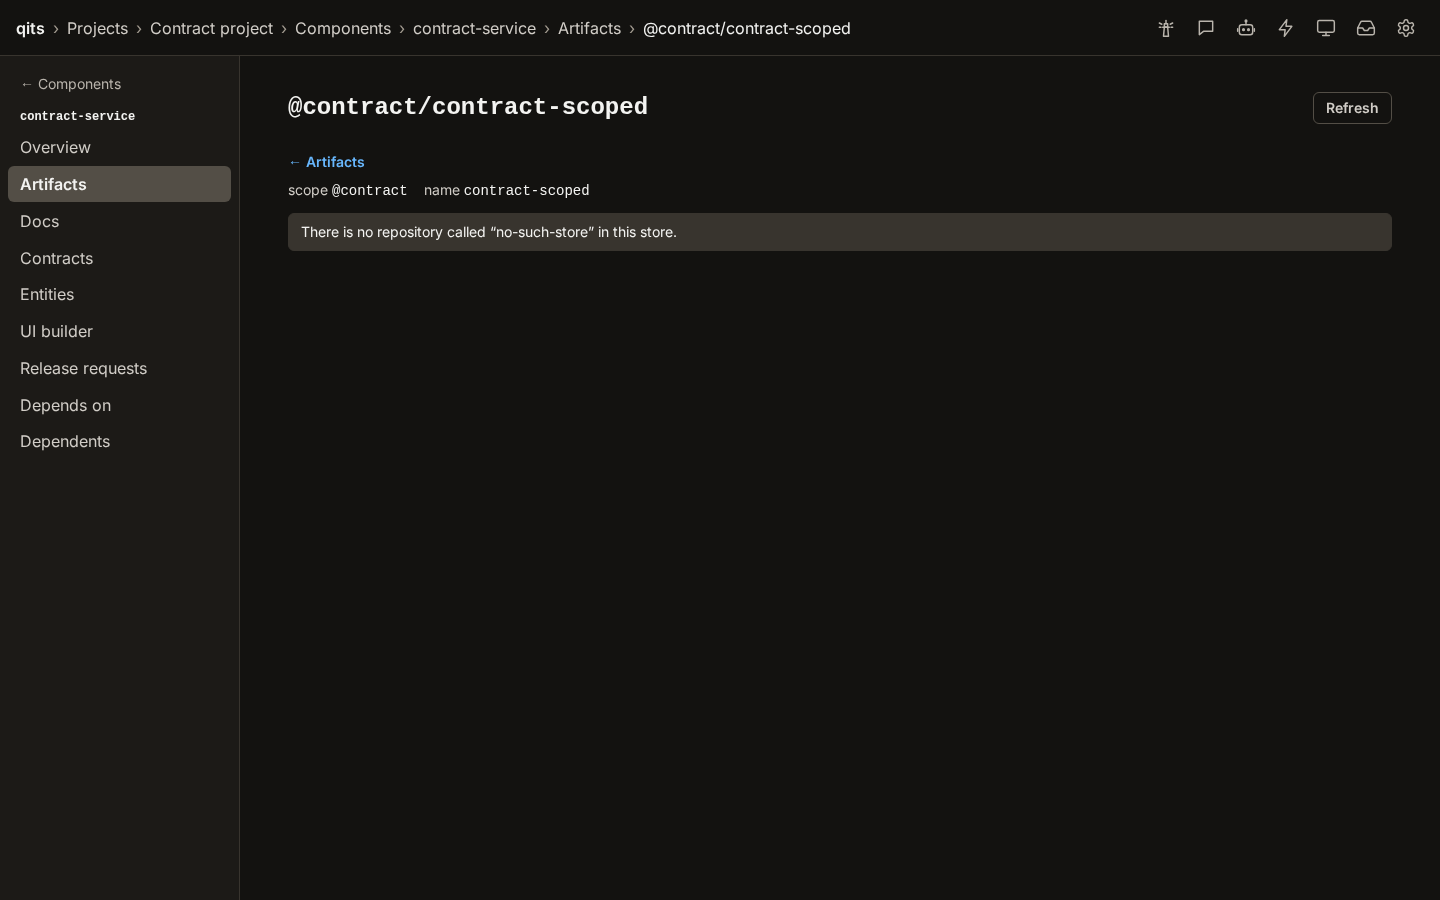 qits › Projects › Contract project › Components › contract-service › Artifacts › @contract/contract-scoped
← Components
contract-service
Overview
Artifacts
Docs
Contracts
Entities
UI builder
Release requests
Depends on
Dependents
@contract/contract-scoped
Refresh
← Artifacts
scope @contract name contract-scoped
There is no repository called “no-such-store” in this store.